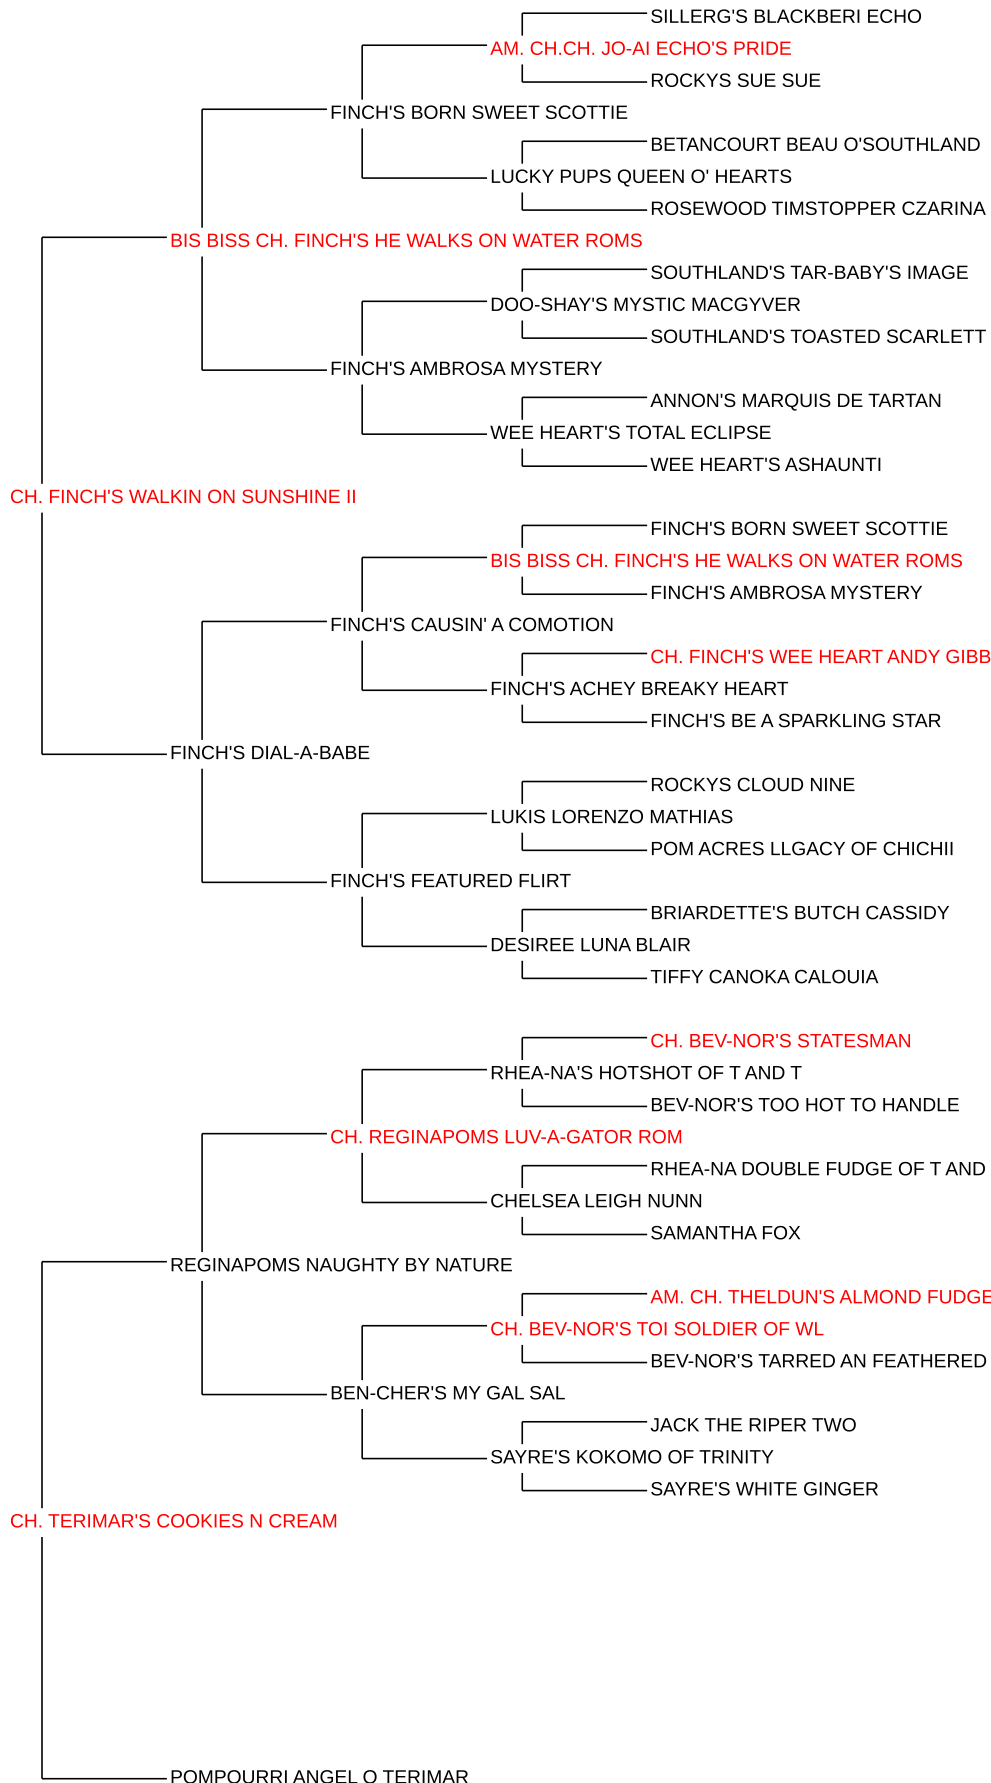 SILLERG'S BLACKBERI ECHO
AM. CH.CH. JO-AI ECHO'S PRIDE
ROCKYS SUE SUE
FINCH'S BORN SWEET SCOTTIE
BETANCOURT BEAU O'SOUTHLAND
LUCKY PUPS QUEEN O' HEARTS
ROSEWOOD TIMSTOPPER CZARINA
BIS BISS CH. FINCH'S HE WALKS ON WATER ROMS
SOUTHLAND'S TAR-BABY'S IMAGE
DOO-SHAY'S MYSTIC MACGYVER
SOUTHLAND'S TOASTED SCARLETT
FINCH'S AMBROSA MYSTERY
ANNON'S MARQUIS DE TARTAN
WEE HEART'S TOTAL ECLIPSE
WEE HEART'S ASHAUNTI
CH. FINCH'S WALKIN ON SUNSHINE II
FINCH'S BORN SWEET SCOTTIE
BIS BISS CH. FINCH'S HE WALKS ON WATER ROMS
FINCH'S AMBROSA MYSTERY
FINCH'S CAUSIN' A COMOTION
CH. FINCH'S WEE HEART ANDY GIBB
FINCH'S ACHEY BREAKY HEART
FINCH'S BE A SPARKLING STAR
FINCH'S DIAL-A-BABE
ROCKYS CLOUD NINE
LUKIS LORENZO MATHIAS
POM ACRES LLGACY OF CHICHII
FINCH'S FEATURED FLIRT
BRIARDETTE'S BUTCH CASSIDY
DESIREE LUNA BLAIR
TIFFY CANOKA CALOUIA
CH. BEV-NOR'S STATESMAN
RHEA-NA'S HOTSHOT OF T AND T
BEV-NOR'S TOO HOT TO HANDLE
CH. REGINAPOMS LUV-A-GATOR ROM
RHEA-NA DOUBLE FUDGE OF T AND
CHELSEA LEIGH NUNN
SAMANTHA FOX
REGINAPOMS NAUGHTY BY NATURE
AM. CH. THELDUN'S ALMOND FUDGE
CH. BEV-NOR'S TOI SOLDIER OF WL
BEV-NOR'S TARRED AN FEATHERED
BEN-CHER'S MY GAL SAL
JACK THE RIPER TWO
SAYRE'S KOKOMO OF TRINITY
SAYRE'S WHITE GINGER
CH. TERIMAR'S COOKIES N CREAM
POMPOURRI ANGEL O TERIMAR